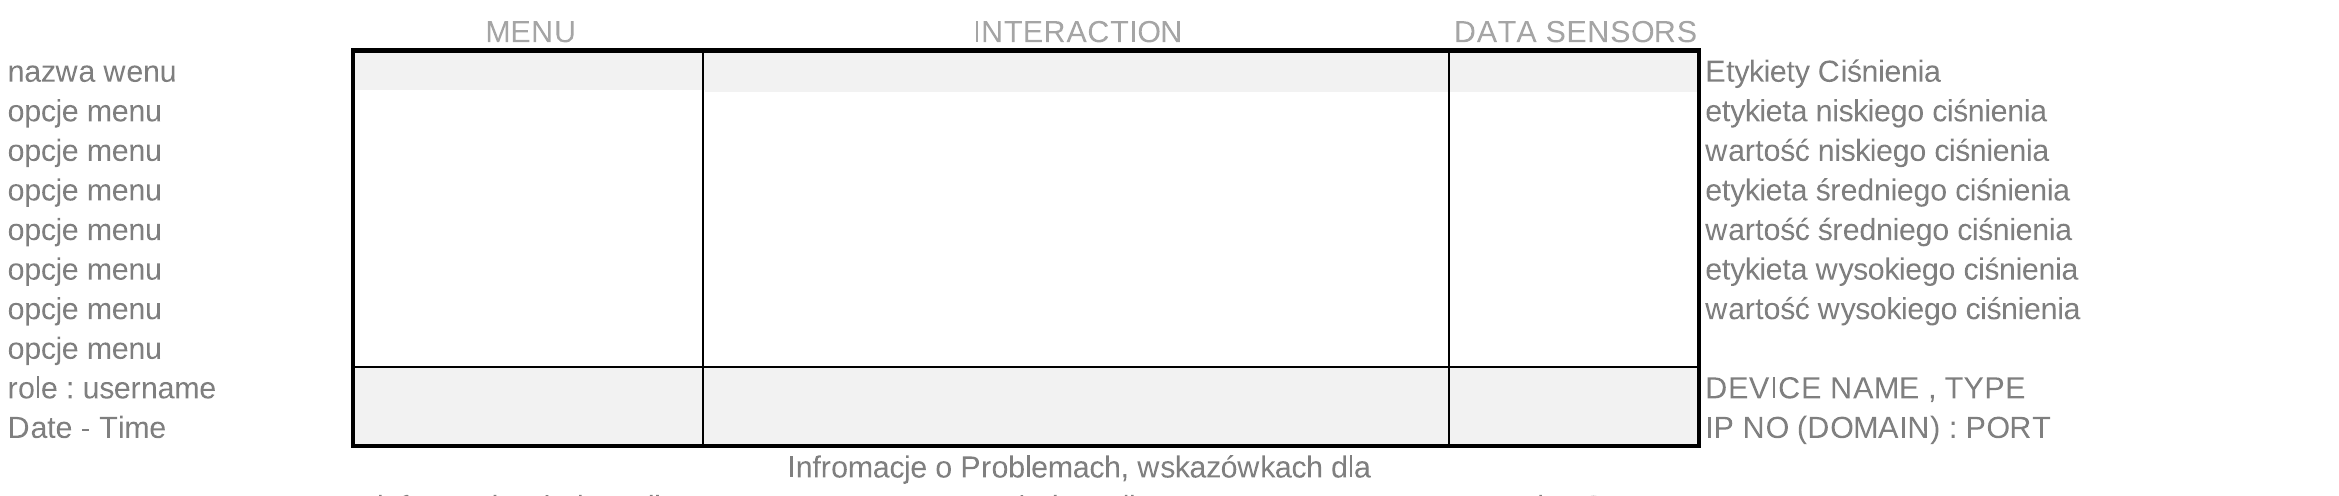 MENU INTERACTION DATA SENSORS
nazwa wenu Etykiety Ciśnienia
opcje menu etykieta niskiego ciśnienia
opcje menu wartość niskiego ciśnienia
opcje menu etykieta średniego ciśnienia
opcje menu wartość średniego ciśnienia
opcje menu etykieta wysokiego ciśnienia
opcje menu wartość wysokiego ciśnienia
opcje menu
role : username DEVICE NAME , TYPE
Date - Time IP NO (DOMAIN) : PORT
Infromacje o Problemach, wskazówkach dla